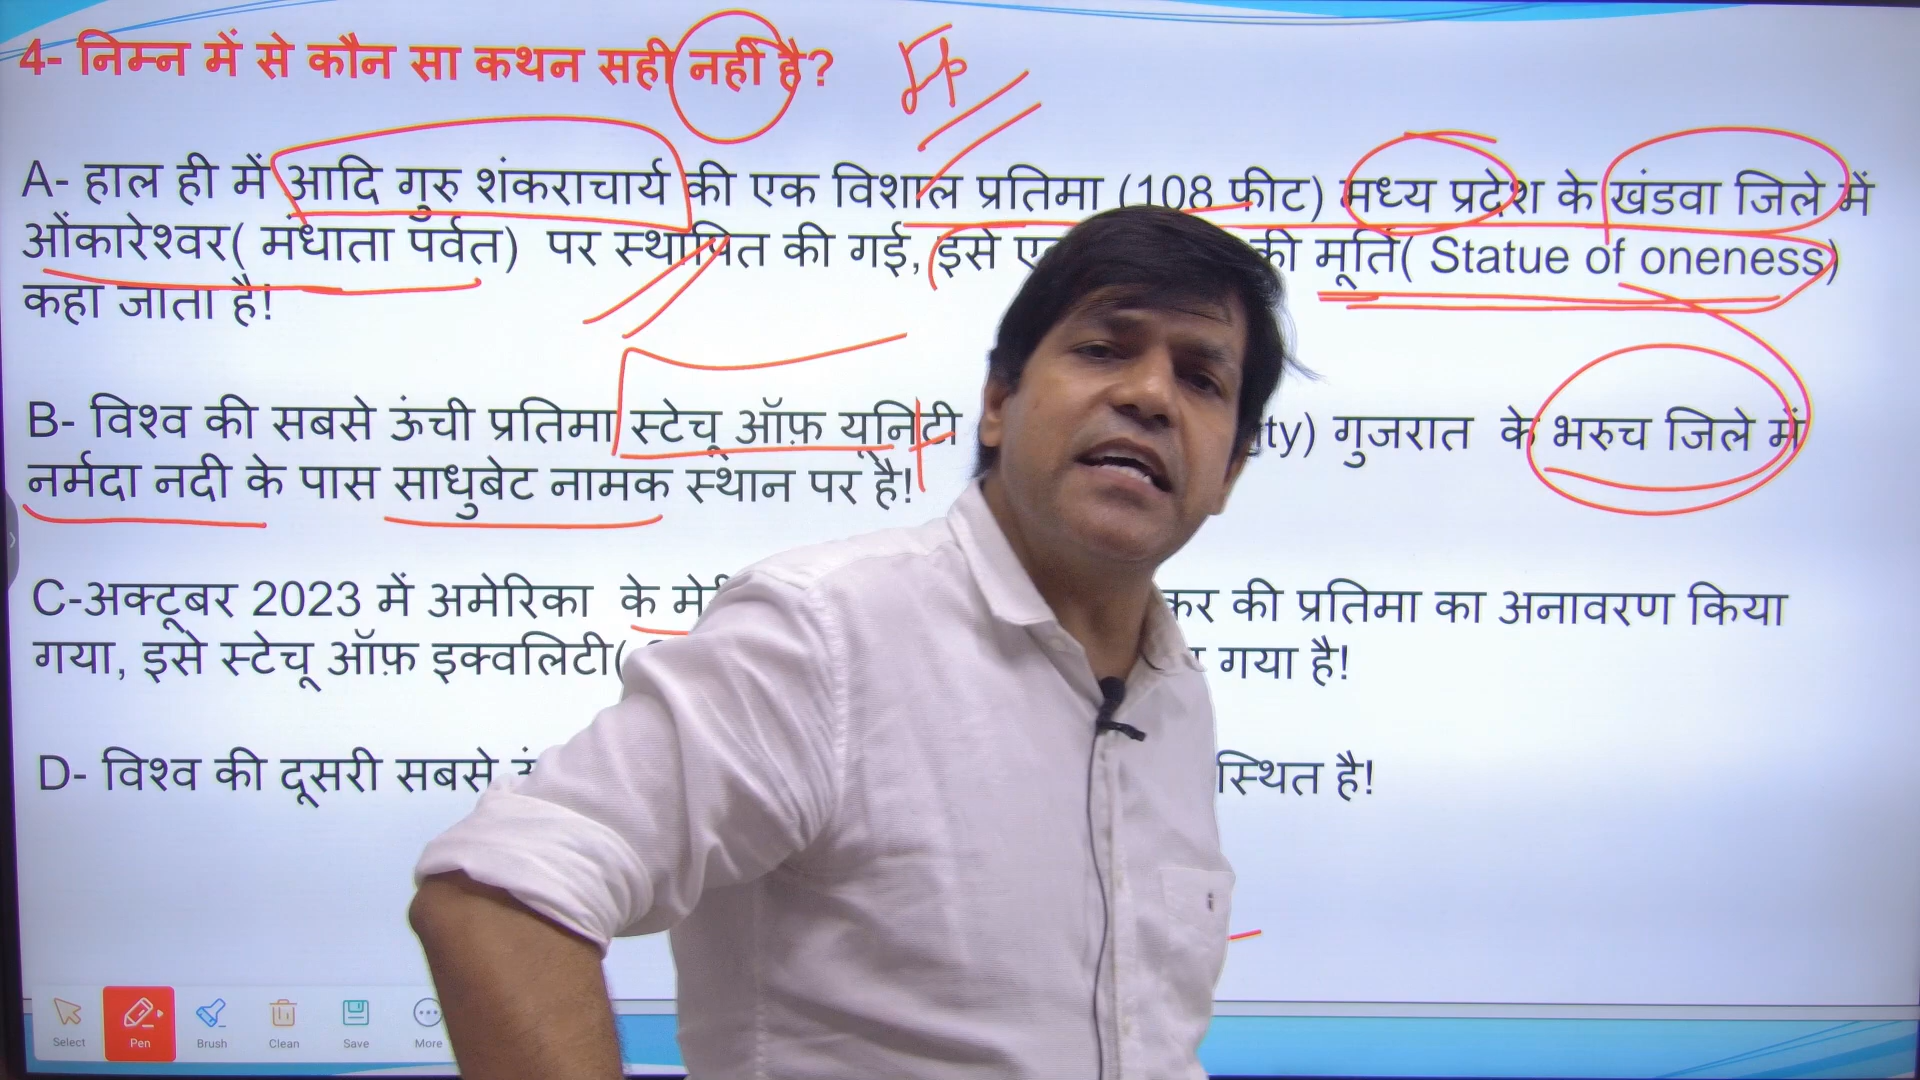 4- निम्न में से कौन सा कथन सही नहीं है?
A- हाल ही में आदि गुरु शंकराचार्य की एक विशाल प्रतिमा (108 फीट) मध्य प्रदेश के खंडवा जिले में
ओंकारेश्वर( मंधाता पर्वत) पर स्थापित की गई, इसे की मूर्ति( Statue of oneness)
कहा जाता है!
B- विश्व की सबसे ऊंची प्रतिमा स्टेचू ऑफ़ यूनिटी गुजरात के भरुच जिले में
नर्मदा नदी के पास साधुबेट नामक स्थान पर है!
C-अक्टूबर 2023 में अमेरिका के की प्रतिमा का अनावरण किया
गया, इसे स्टेचू ऑफ़ इक्वलिटी( गया है!
D- विश्व की दूसरी सबसे स्थित है!
Select Pen Brush Clean Save More